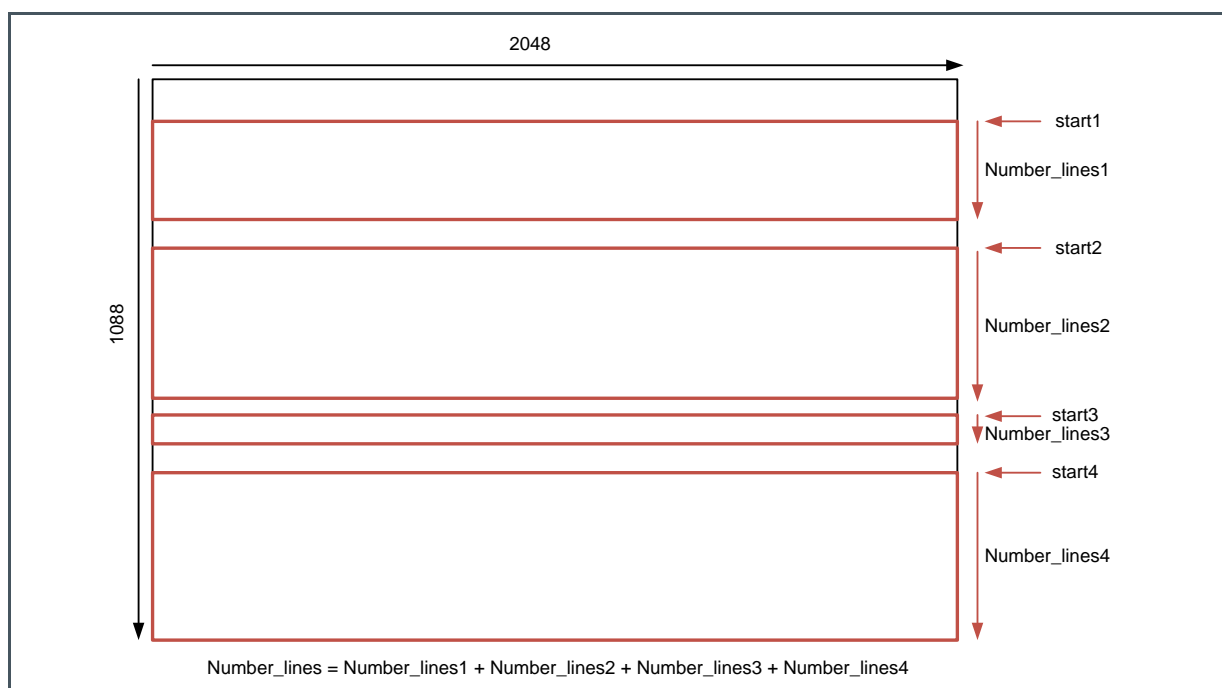 2048
start1
Number_lines1
start2
1088
Number_lines2
start3
Number_lines3
start4
Number_lines4
Number_lines = Number_lines1 + Number_lines2 + Number_lines3 + Number_lines4